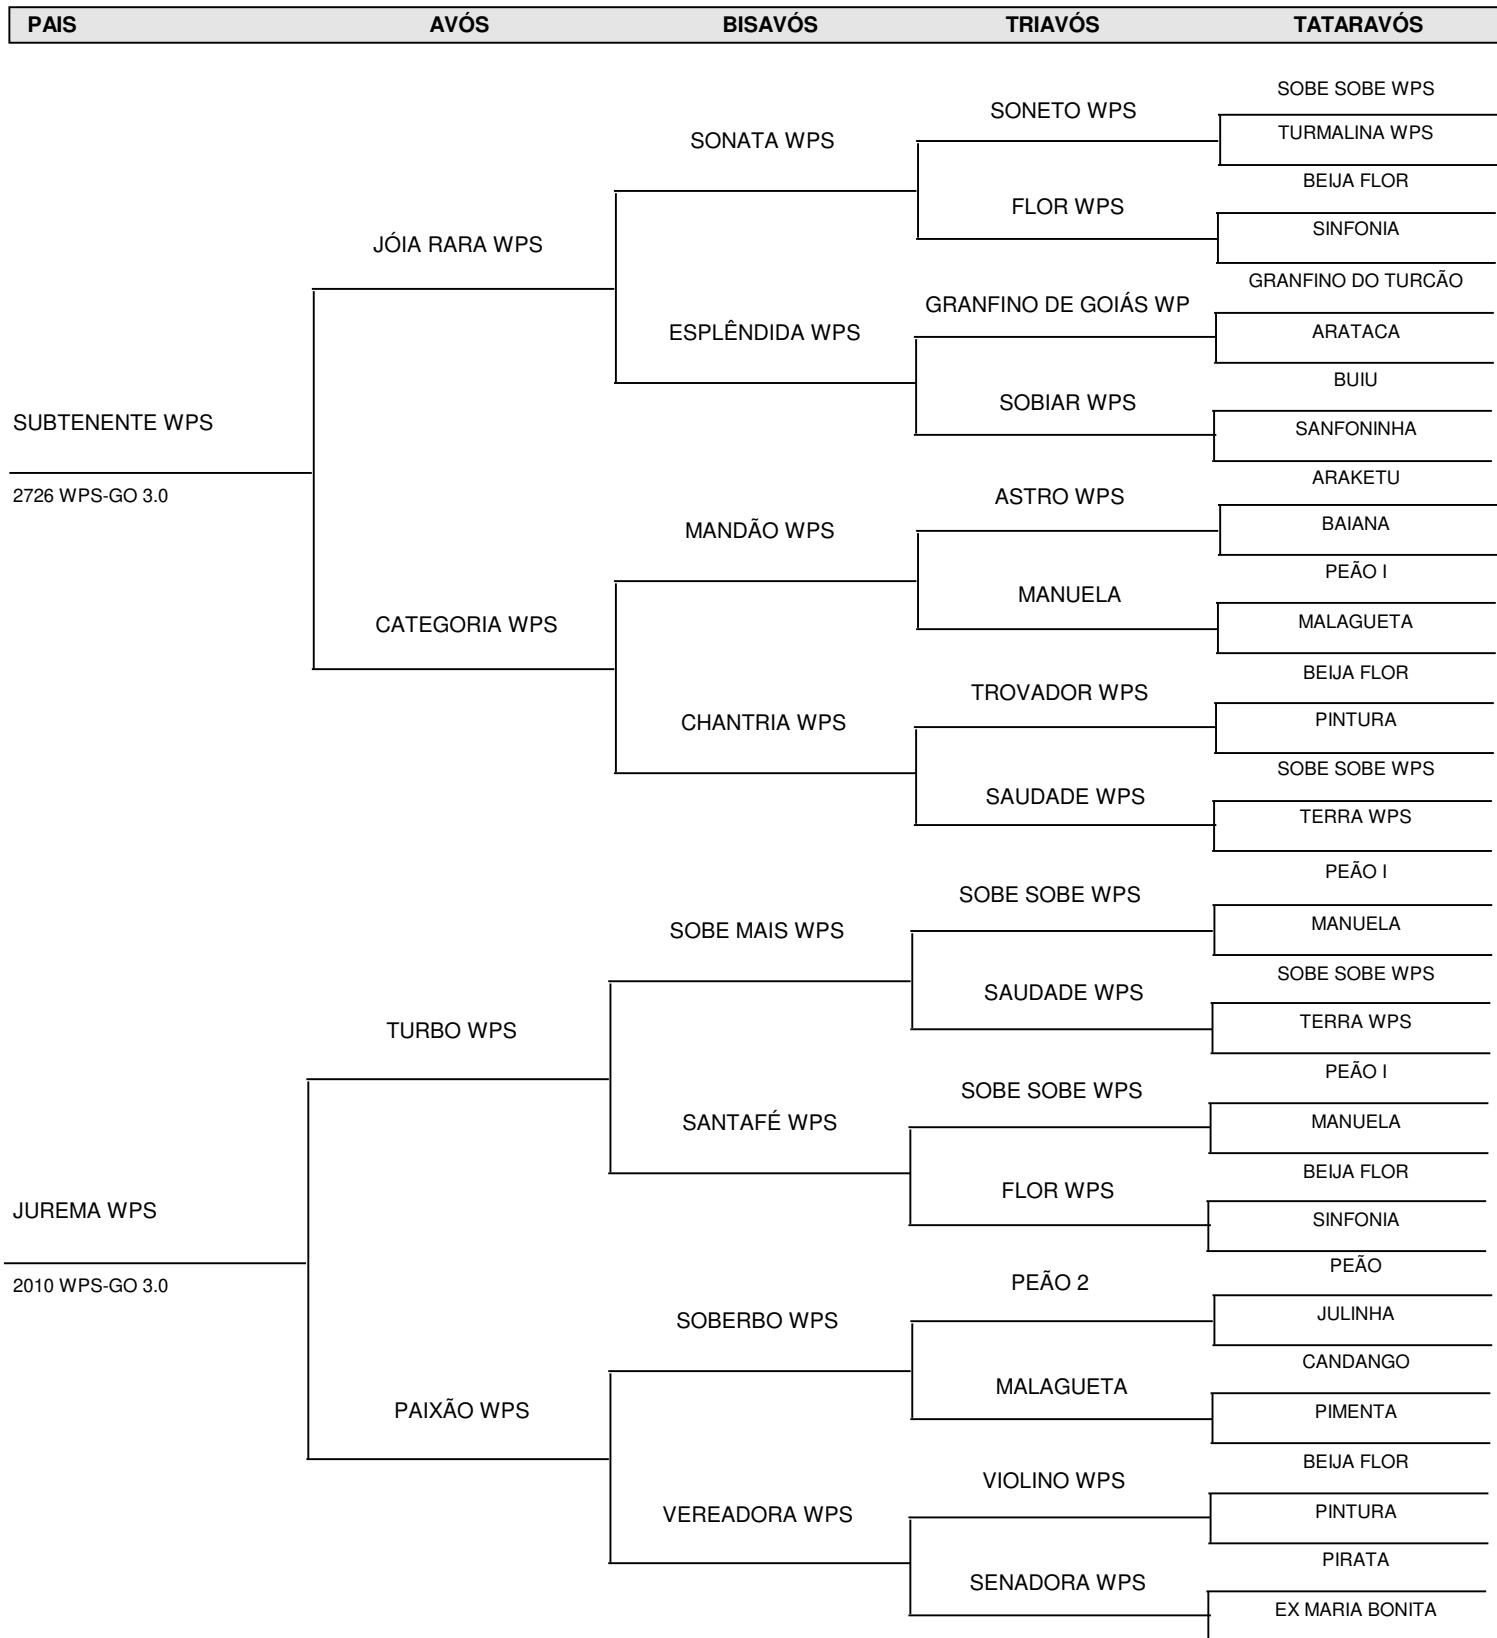 PAIS AVÓS BISAVÓS TRIAVÓS TATARAVÓS
SOBE SOBE WPS
SONETO WPS
TURMALINA WPS
SONATA WPS
BEIJA FLOR
FLOR WPS
SINFONIA
JÓIA RARA WPS
GRANFINO DO TURCÃO
GRANFINO DE GOIÁS WP
ARATACA
ESPLÊNDIDA WPS
BUIU
SOBIAR WPS
SUBTENENTE WPS
SANFONINHA
ARAKETU
2726 WPS-GO 3.0
ASTRO WPS
BAIANA
MANDÃO WPS
PEÃO I
MANUELA
MALAGUETA
CATEGORIA WPS
BEIJA FLOR
TROVADOR WPS
PINTURA
CHANTRIA WPS
SOBE SOBE WPS
SAUDADE WPS
TERRA WPS
PEÃO I
SOBE SOBE WPS
MANUELA
SOBE MAIS WPS
SOBE SOBE WPS
SAUDADE WPS
TERRA WPS
TURBO WPS
PEÃO I
SOBE SOBE WPS
MANUELA
SANTAFÉ WPS
BEIJA FLOR
FLOR WPS
JUREMA WPS
SINFONIA
PEÃO
2010 WPS-GO 3.0
PEÃO 2
JULINHA
SOBERBO WPS
CANDANGO
MALAGUETA
PAIXÃO WPS
PIMENTA
BEIJA FLOR
VIOLINO WPS
PINTURA
VEREADORA WPS
PIRATA
SENADORA WPS
EX MARIA BONITA